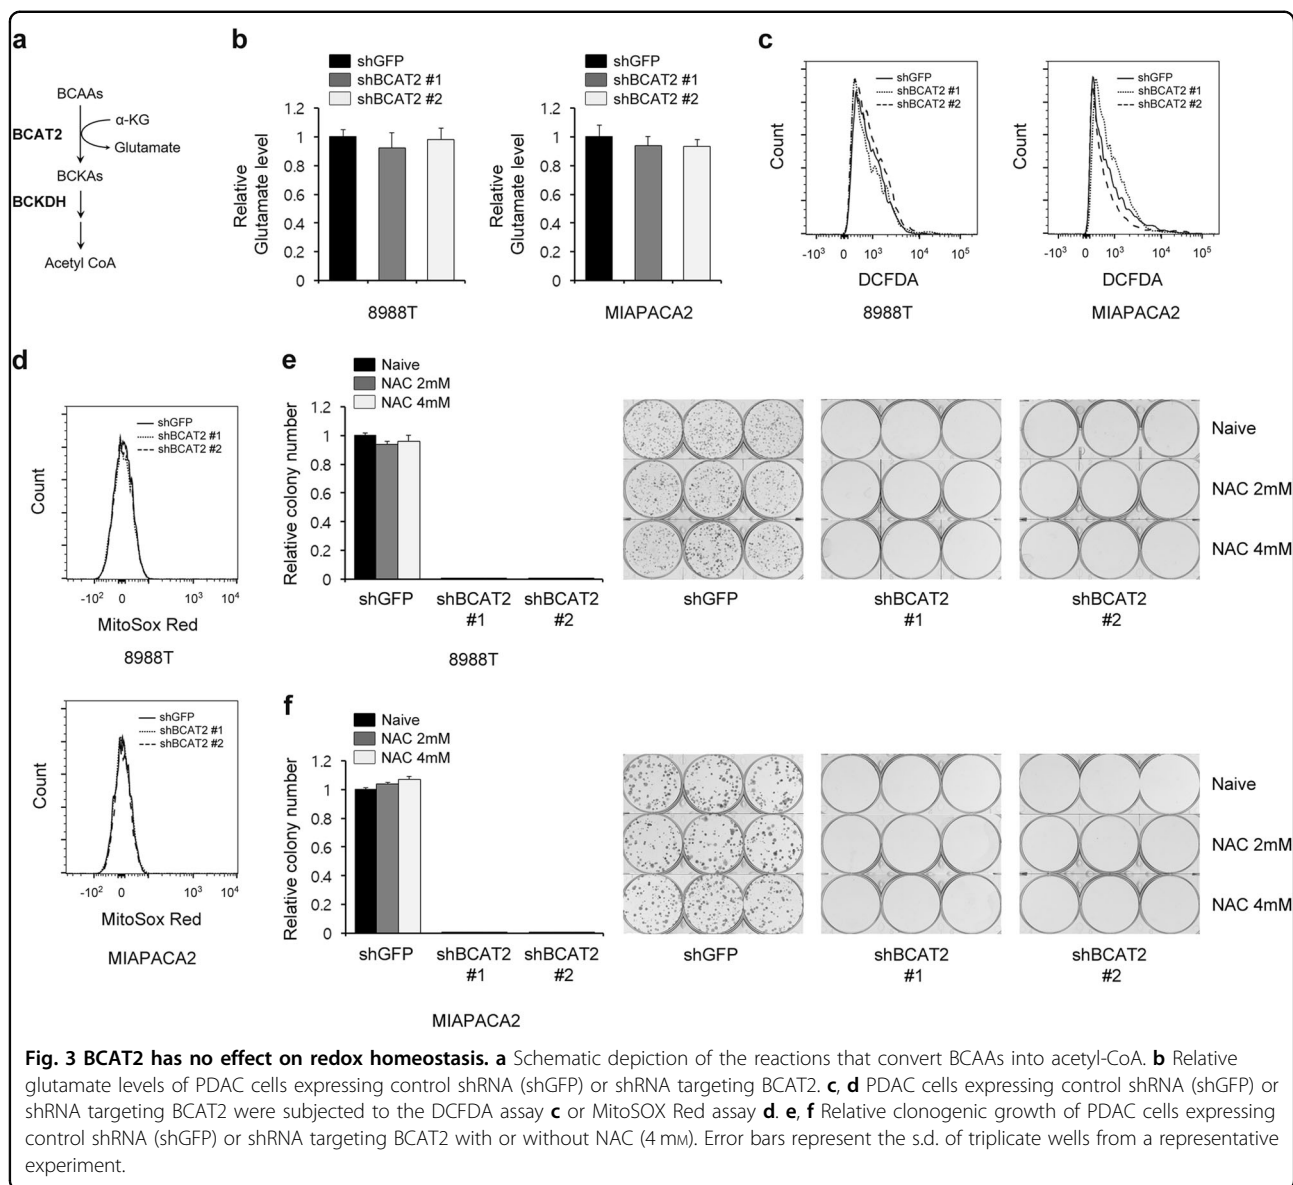 a
BCAAs
BCAT2
α-KG
Glutamate
BCKAs
BCKDH
Acetyl CoA
b
shGFP
shBCAT2 #1
shBCAT2 #2
Relative
Glutamate level
1.2
1
0.8
0.6
0.4
0.2
0
8988T
shGFP
shBCAT2 #1
shBCAT2 #2
Relative
Glutamate level
1.2
1
0.8
0.6
0.4
0.2
0
MIAPACA2
c
shGFP
shBCAT2 #1
shBCAT2 #2
Count
-10³ 0 10³ 10⁴ 10⁵
DCFDA
8988T
shGFP
shBCAT2 #1
shBCAT2 #2
Count
-10³ 0 10³ 10⁴ 10⁵
DCFDA
MIAPACA2
d
shGFP
shBCAT2 #1
shBCAT2 #2
Count
-10² 0 10³ 10⁴
MitoSox Red
8988T
shGFP
shBCAT2 #1
shBCAT2 #2
Count
-10² 0 10³ 10⁴
MitoSox Red
MIAPACA2
e
Naive
NAC 2mM
NAC 4mM
Relative colony number
1.2
1
0.8
0.6
0.4
0.2
0
shGFP shBCAT2 shBCAT2
#1 #2
8988T
Naive
NAC 2mM
NAC 4mM
shGFP shBCAT2 shBCAT2
#1 #2
f
Naive
NAC 2mM
NAC 4mM
Relative colony number
1.2
1
0.8
0.6
0.4
0.2
0
shGFP shBCAT2 shBCAT2
#1 #2
MIAPACA2
Naive
NAC 2mM
NAC 4mM
shGFP shBCAT2 shBCAT2
#1 #2
Fig. 3 BCAT2 has no effect on redox homeostasis. a Schematic depiction of the reactions that convert BCAAs into acetyl-CoA. b Relative
glutamate levels of PDAC cells expressing control shRNA (shGFP) or shRNA targeting BCAT2. c, d PDAC cells expressing control shRNA (shGFP) or
shRNA targeting BCAT2 were subjected to the DCFDA assay c or MitoSOX Red assay d. e, f Relative clonogenic growth of PDAC cells expressing
control shRNA (shGFP) or shRNA targeting BCAT2 with or without NAC (4 mM). Error bars represent the s.d. of triplicate wells from a representative
experiment.